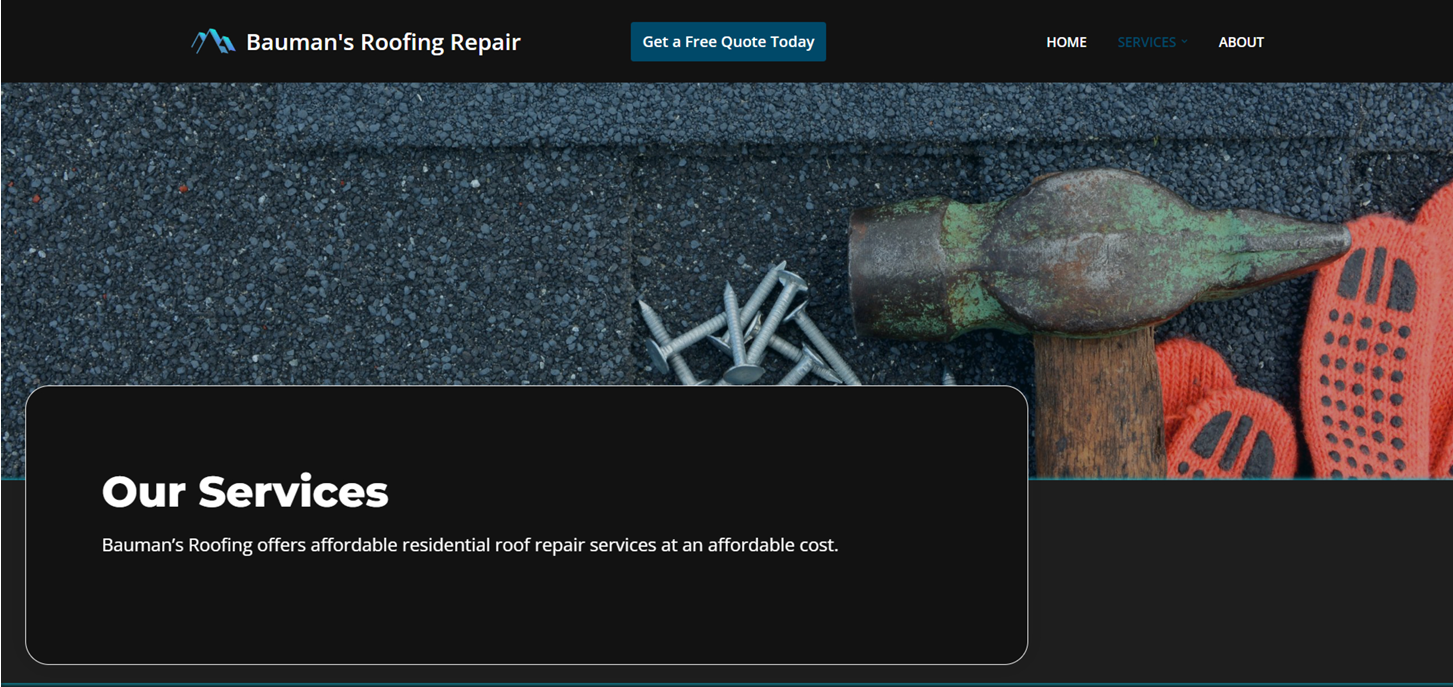 Bauman's Roofing Repair
Get a Free Quote Today
HOME
SERVICES
ABOUT
Our Services
Bauman’s Roofing offers affordable residential roof repair services at an affordable cost.